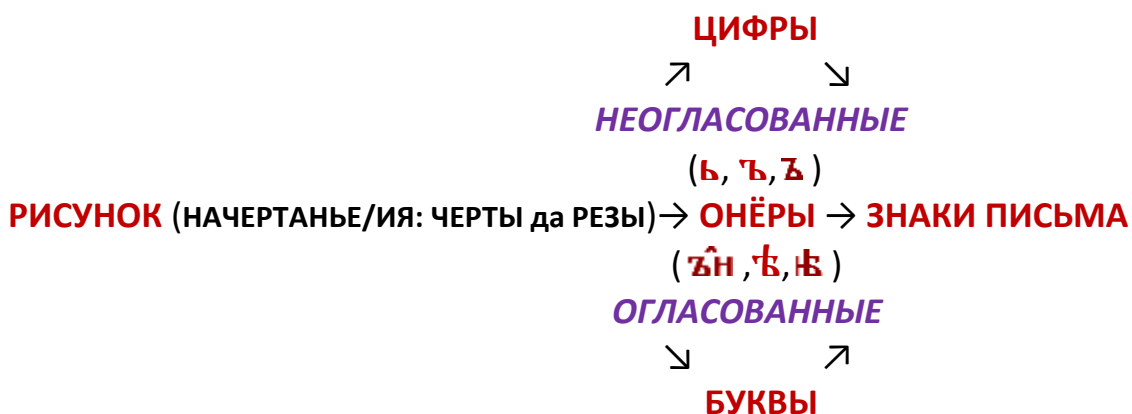 ЦИФРЫ
↗ ↘
НЕОГЛАСОВАННЫЕ
(ь, ъ, )
РИСУНОК (НАЧЕРТАНЬЕ/ИЯ: ЧЕРТЫ да РЕЗЫ)→ ОНЁРЫ → ЗНАКИ ПИСЬМА
( , ѣ, )
ОГЛАСОВАННЫЕ
↘ ↗
БУКВЫ